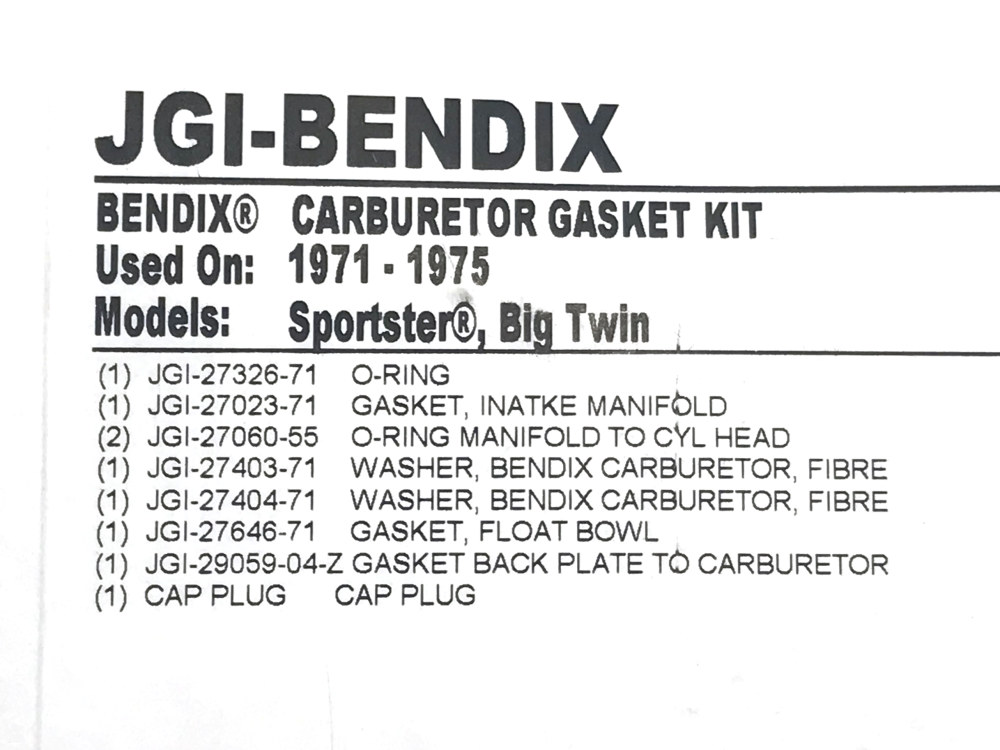 JGI-BENDIX
BENDIX® CARBURETOR GASKET KIT
Used On: 1971 - 1975
Models: Sportster®, Big Twin
(1) JGI-27326-71 O-RING
(1) JGI-27023-71 GASKET, INATKE MANIFOLD
(2) JGI-27060-55 O-RING MANIFOLD TO CYL HEAD
(1) JGI-27403-71 WASHER, BENDIX CARBURETOR, FIBRE
(1) JGI-27404-71 WASHER, BENDIX CARBURETOR, FIBRE
(1) JGI-27646-71 GASKET, FLOAT BOWL
(1) JGI-29059-04-Z GASKET BACK PLATE TO CARBURETOR
(1) CAP PLUG CAP PLUG